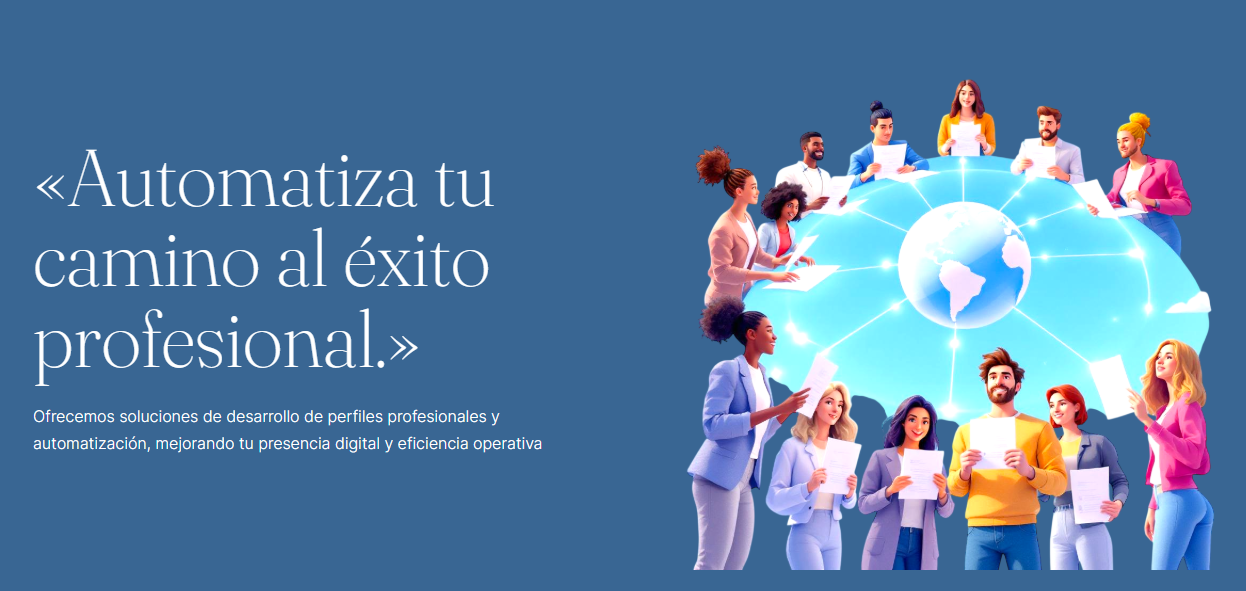 «Automatiza tu
camino al éxito
profesional.»
Ofrecemos soluciones de desarrollo de perfiles profesionales y
automatización, mejorando tu presencia digital y eficiencia operativa